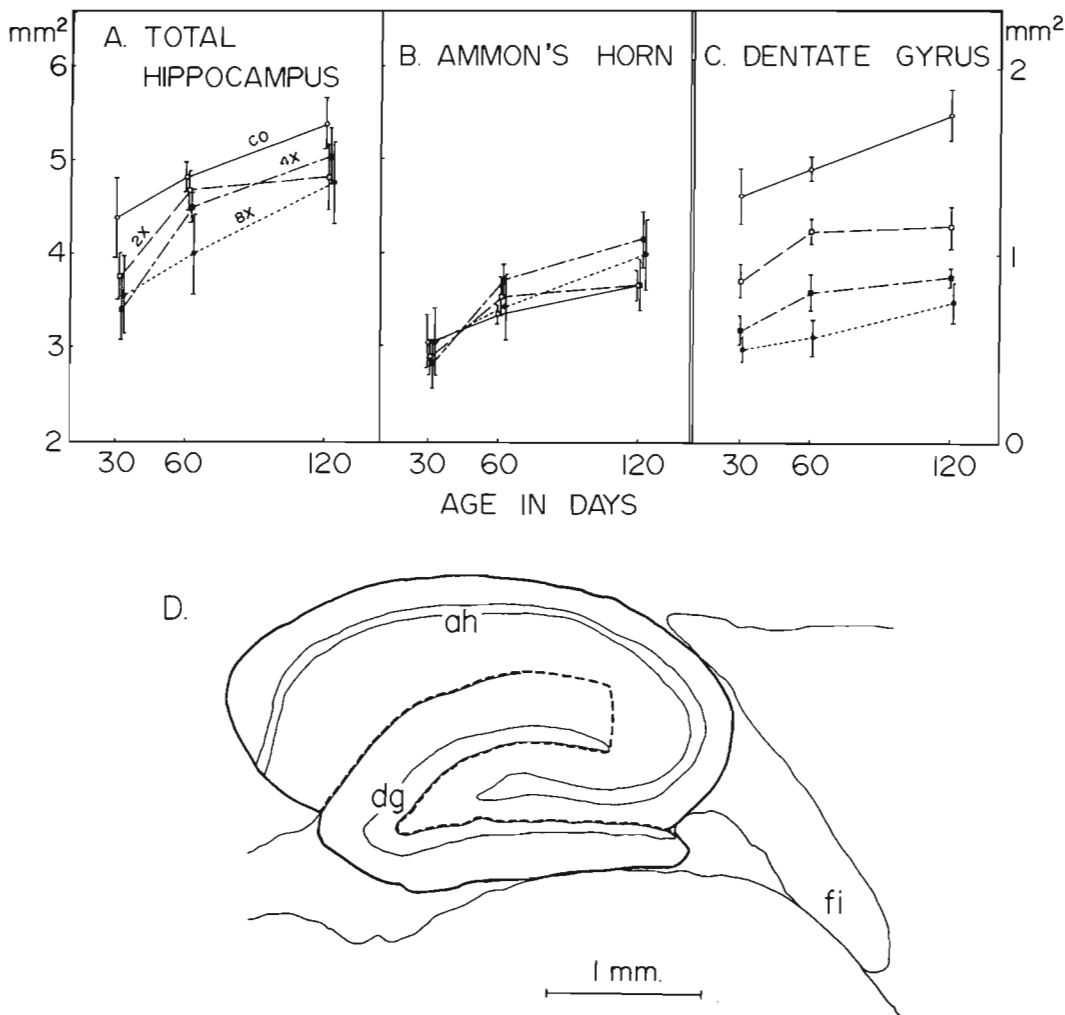 mm²
A. TOTAL HIPPOCAMPUS
B. AMMON'S HORN
C. DENTATE GYRUS
mm²
6
5
4
3
2
CO
4X
2X
8X
2
1
0
30 60 120
30 60 120
30 60 120
AGE IN DAYS
D.
ah
dg
fi
1 mm.